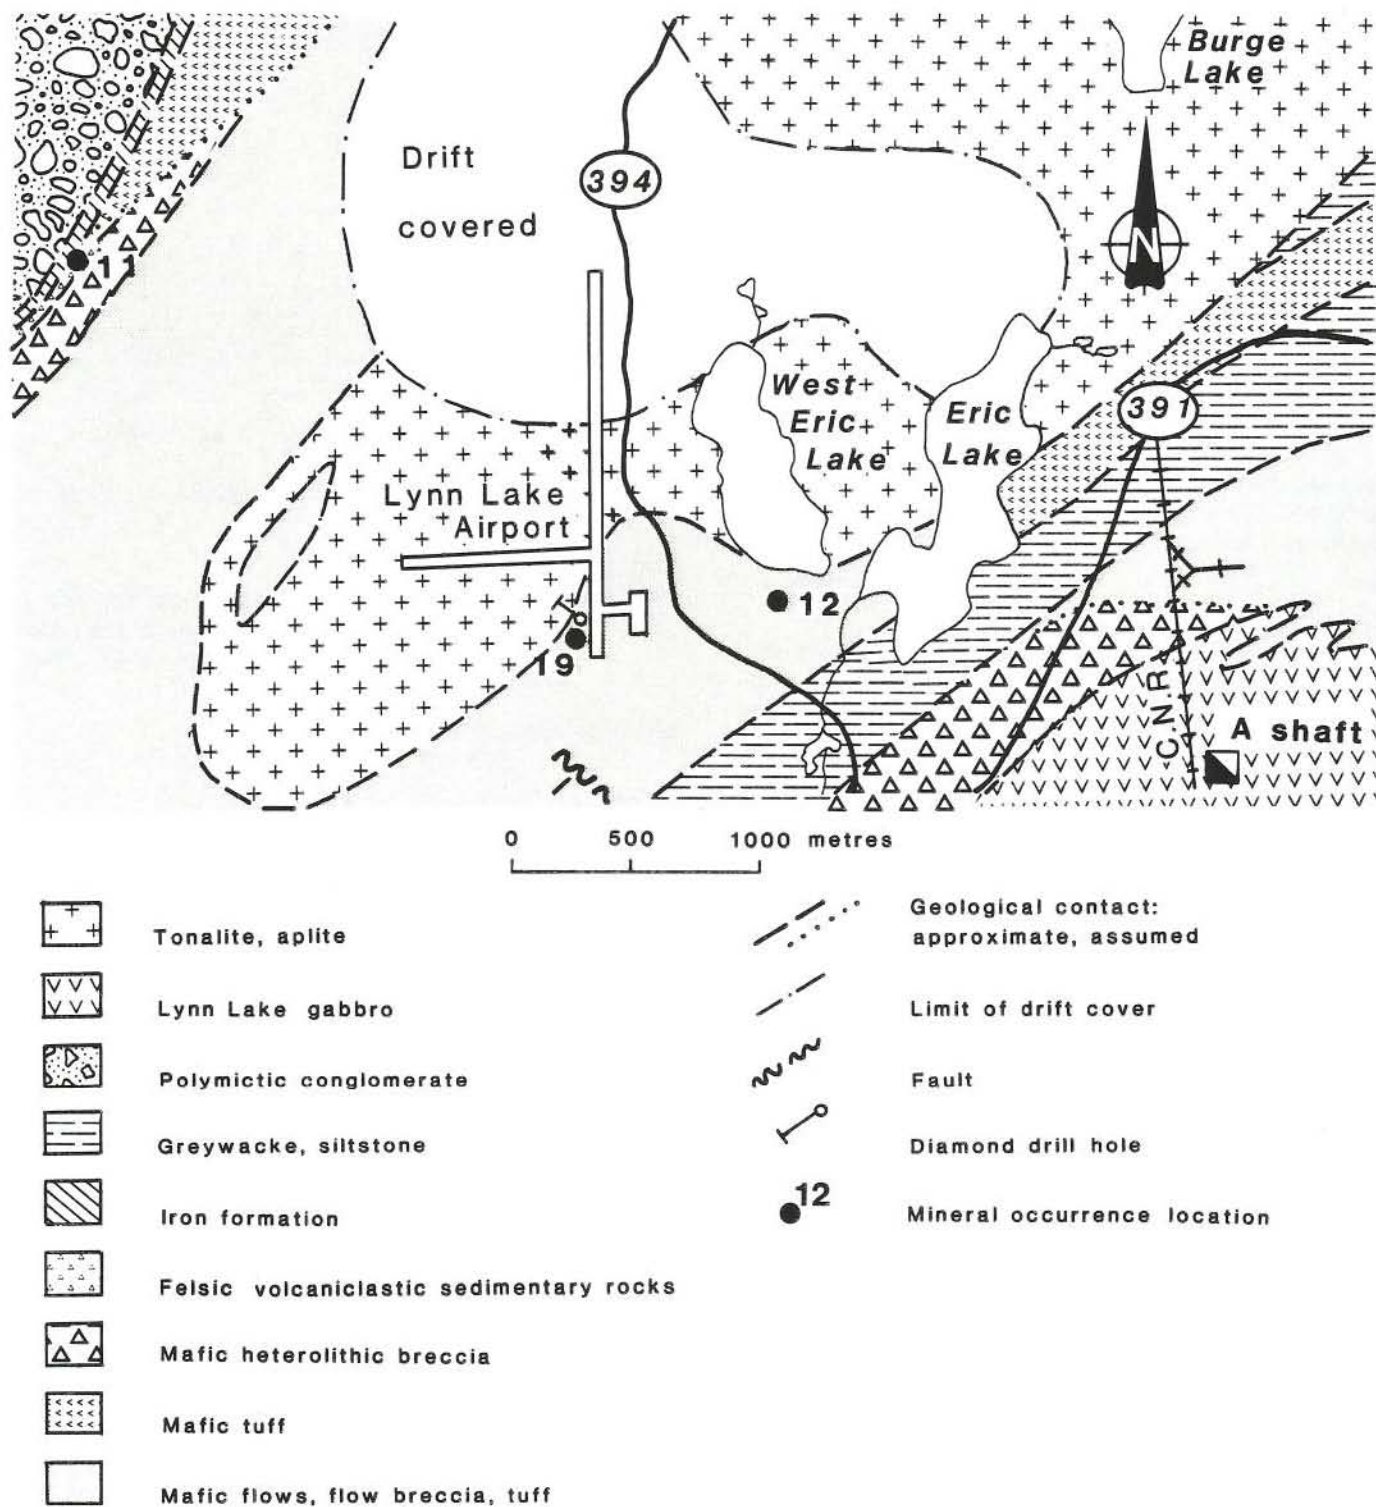 Burge
Lake
Drift
covered
394
N
11
West
Eric
Lake
Eric
Lake
391
Lynn Lake
Airport
12
19
C.N.R.
A shaft
0 500 1000 metres
Tonalite, aplite
Lynn Lake gabbro
Polymictic conglomerate
Greywacke, siltstone
Iron formation
Felsic volcaniclastic sedimentary rocks
Mafic heterolithic breccia
Mafic tuff
Mafic flows, flow breccia, tuff
Geological contact:
approximate, assumed
Limit of drift cover
Fault
Diamond drill hole
12
Mineral occurrence location